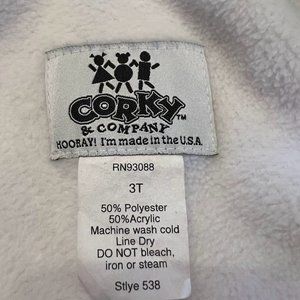 CORKY™
& COMPANY
HOORAY! I'm made in the U.S.A.
RN93088
3T
50% Polyester
50%Acrylic
Machine wash cold
Line Dry
DO NOT bleach,
iron or steam
Stlye 538